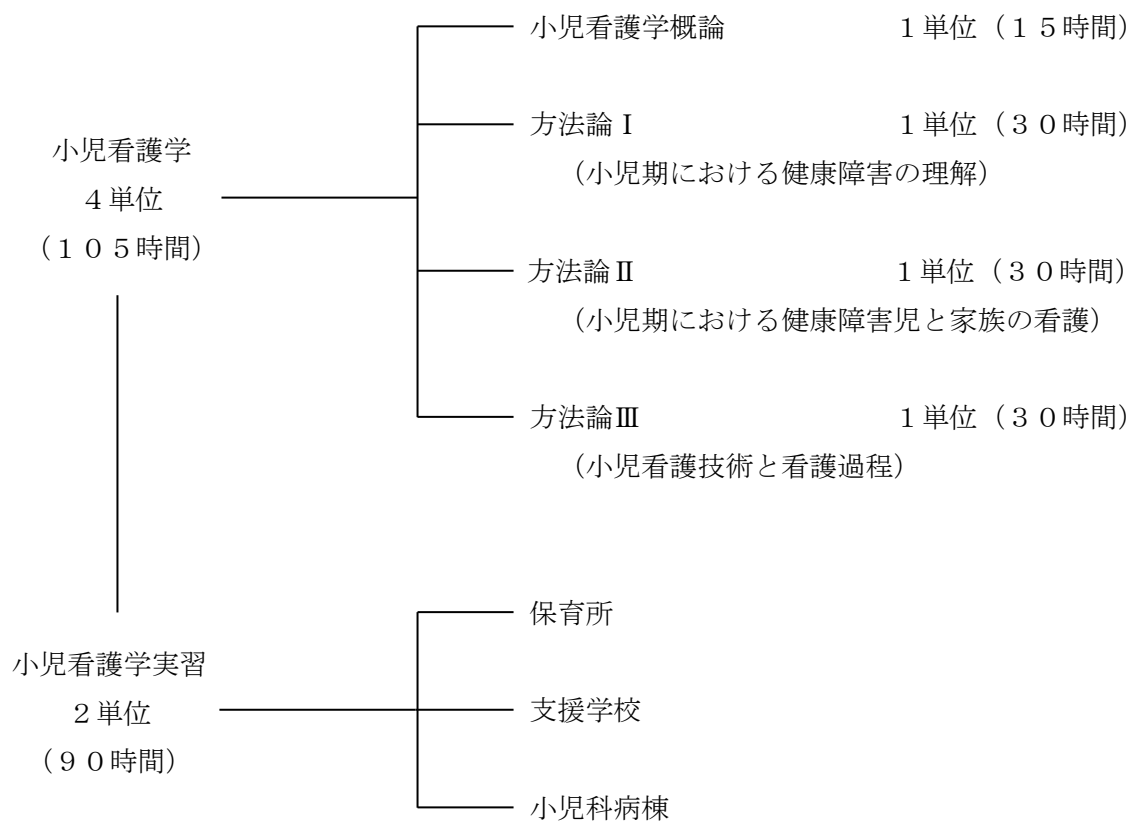 小児看護学概論 1単位（15時間）
方法論Ⅰ 1単位（30時間）
（小児期における健康障害の理解）
小児看護学
4単位
（105時間）
方法論Ⅱ 1単位（30時間）
（小児期における健康障害児と家族の看護）
方法論Ⅲ 1単位（30時間）
（小児看護技術と看護過程）
保育所
小児看護学実習
2単位
（90時間）
支援学校
小児科病棟